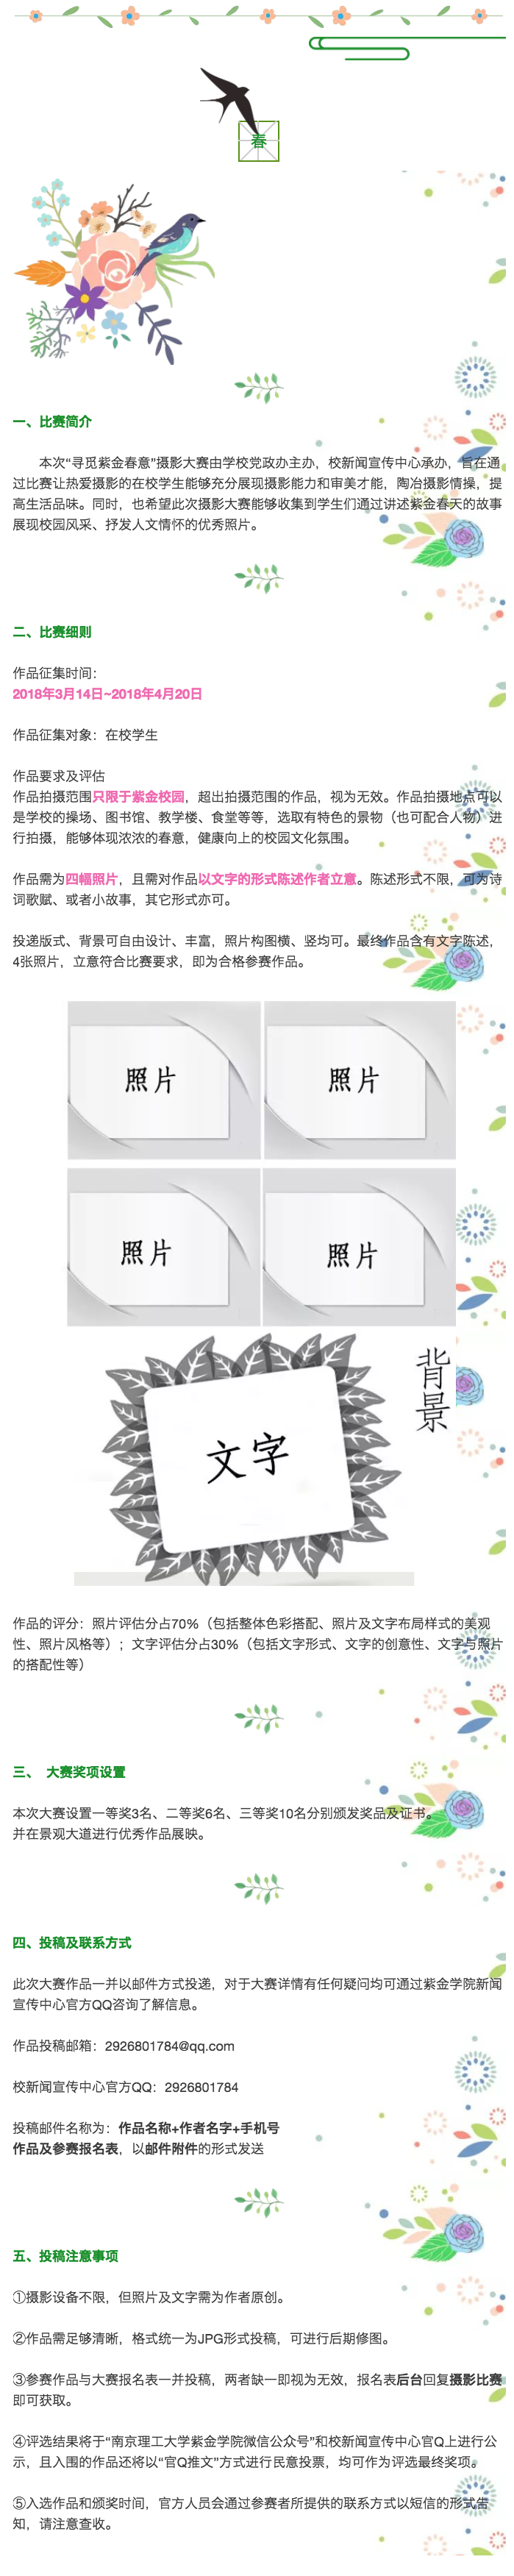 春
一、比赛简介
本次“寻觅紫金春意”摄影大赛由学校党政办主办，校新闻宣传中心承办，旨在通
过比赛让热爱摄影的在校学生能够充分展现摄影能力和审美才能，陶冶摄影情操，提
高生活品味。同时，也希望此次摄影大赛能够收集到学生们通过讲述紫金春天的故事
展现校园风采、抒发人文情怀的优秀照片。
二、比赛细则
作品征集时间：
2018年3月14日~2018年4月20日
作品征集对象：在校学生
作品要求及评估
作品拍摄范围只限于紫金校园，超出拍摄范围的作品，视为无效。作品拍摄地点可以
是学校的操场、图书馆、教学楼、食堂等等，选取有特色的景物（也可配合人物）进
行拍摄，能够体现浓浓的春意，健康向上的校园文化氛围。
作品需为四幅照片，且需对作品以文字的形式陈述作者立意。陈述形式不限，可为诗
词歌赋、或者小故事，其它形式亦可。
投递版式、背景可自由设计、丰富，照片构图横、竖均可。最终作品含有文字陈述，
4张照片，立意符合比赛要求，即为合格参赛作品。
照片
照片
照片
照片
背景
文字
作品的评分：照片评估分占70%（包括整体色彩搭配、照片及文字布局样式的美观
性、照片风格等）；文字评估分占30%（包括文字形式、文字的创意性、文字与照片
的搭配性等）
三、 大赛奖项设置
本次大赛设置一等奖3名、二等奖6名、三等奖10名分别颁发奖品及证书。
并在景观大道进行优秀作品展映。
四、投稿及联系方式
此次大赛作品一并以邮件方式投递，对于大赛详情有任何疑问均可通过紫金学院新闻
宣传中心官方QQ咨询了解信息。
作品投稿邮箱：2926801784@qq.com
校新闻宣传中心官方QQ：2926801784
投稿邮件名称为：作品名称+作者名字+手机号
作品及参赛报名表，以邮件附件的形式发送
五、投稿注意事项
①摄影设备不限，但照片及文字需为作者原创。
②作品需足够清晰，格式统一为JPG形式投稿，可进行后期修图。
③参赛作品与大赛报名表一并投稿，两者缺一即视为无效，报名表后台回复摄影比赛
即可获取。
④评选结果将于“南京理工大学紫金学院微信公众号”和校新闻宣传中心官Q上进行公
示，且入围的作品还将以“官Q推文”方式进行民意投票，均可作为评选最终奖项。
⑤入选作品和颁奖时间，官方人员会通过参赛者所提供的联系方式以短信的形式告
知，请注意查收。